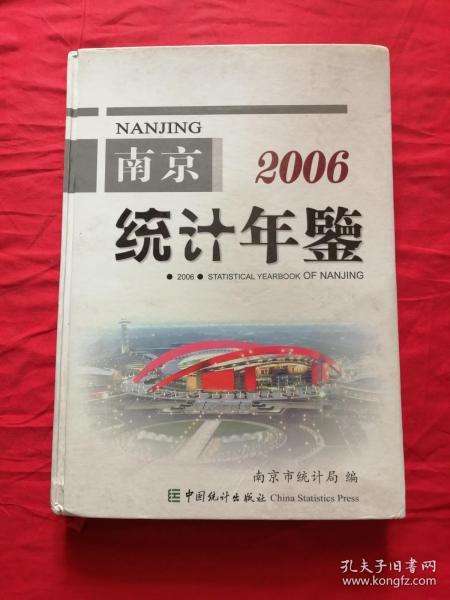 NANJING
南京 2006
统计年鑒
● 2006 ● STATISTICAL YEARBOOK OF NANJING
南京市统计局 编
中国统计出版社 China Statistics Press
孔夫子旧书网
www.kongfz.com